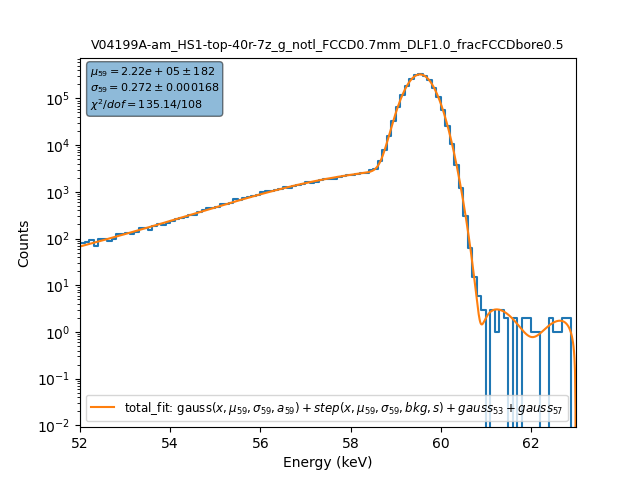 V04199A-am_HS1-top-40r-7z_g_notl_FCCD0.7mm_DLF1.0_fracFCCDbore0.5
μ₅₉ = 2.22e + 05 ± 182
σ₅₉ = 0.272 ± 0.000168
χ²/dof = 135.14/108
Counts
10⁵
10⁴
10³
10²
10¹
10⁰
10⁻¹
10⁻²
total_fit: gauss(x, μ₅₉, σ₅₉, a₅₉) + step(x, μ₅₉, σ₅₉, bkg, s) + gauss₅₃ + gauss₅₇
52 54 56 58 60 62
Energy (keV)